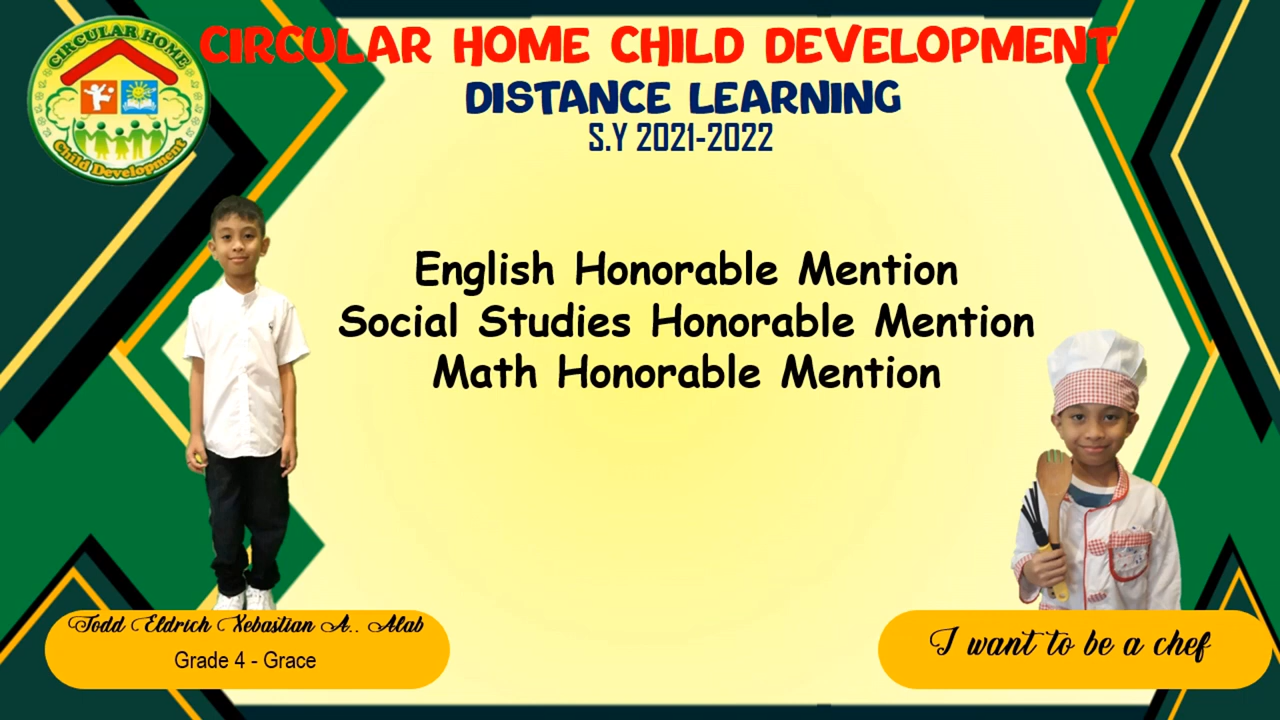 CIRCULAR HOME
Child Development
CIRCULAR HOME CHILD DEVELOPMENT
DISTANCE LEARNING
S.Y 2021-2022
English Honorable Mention
Social Studies Honorable Mention
Math Honorable Mention
Todd Eldrich Xebastian A.. Alab
Grade 4 - Grace
I want to be a chef